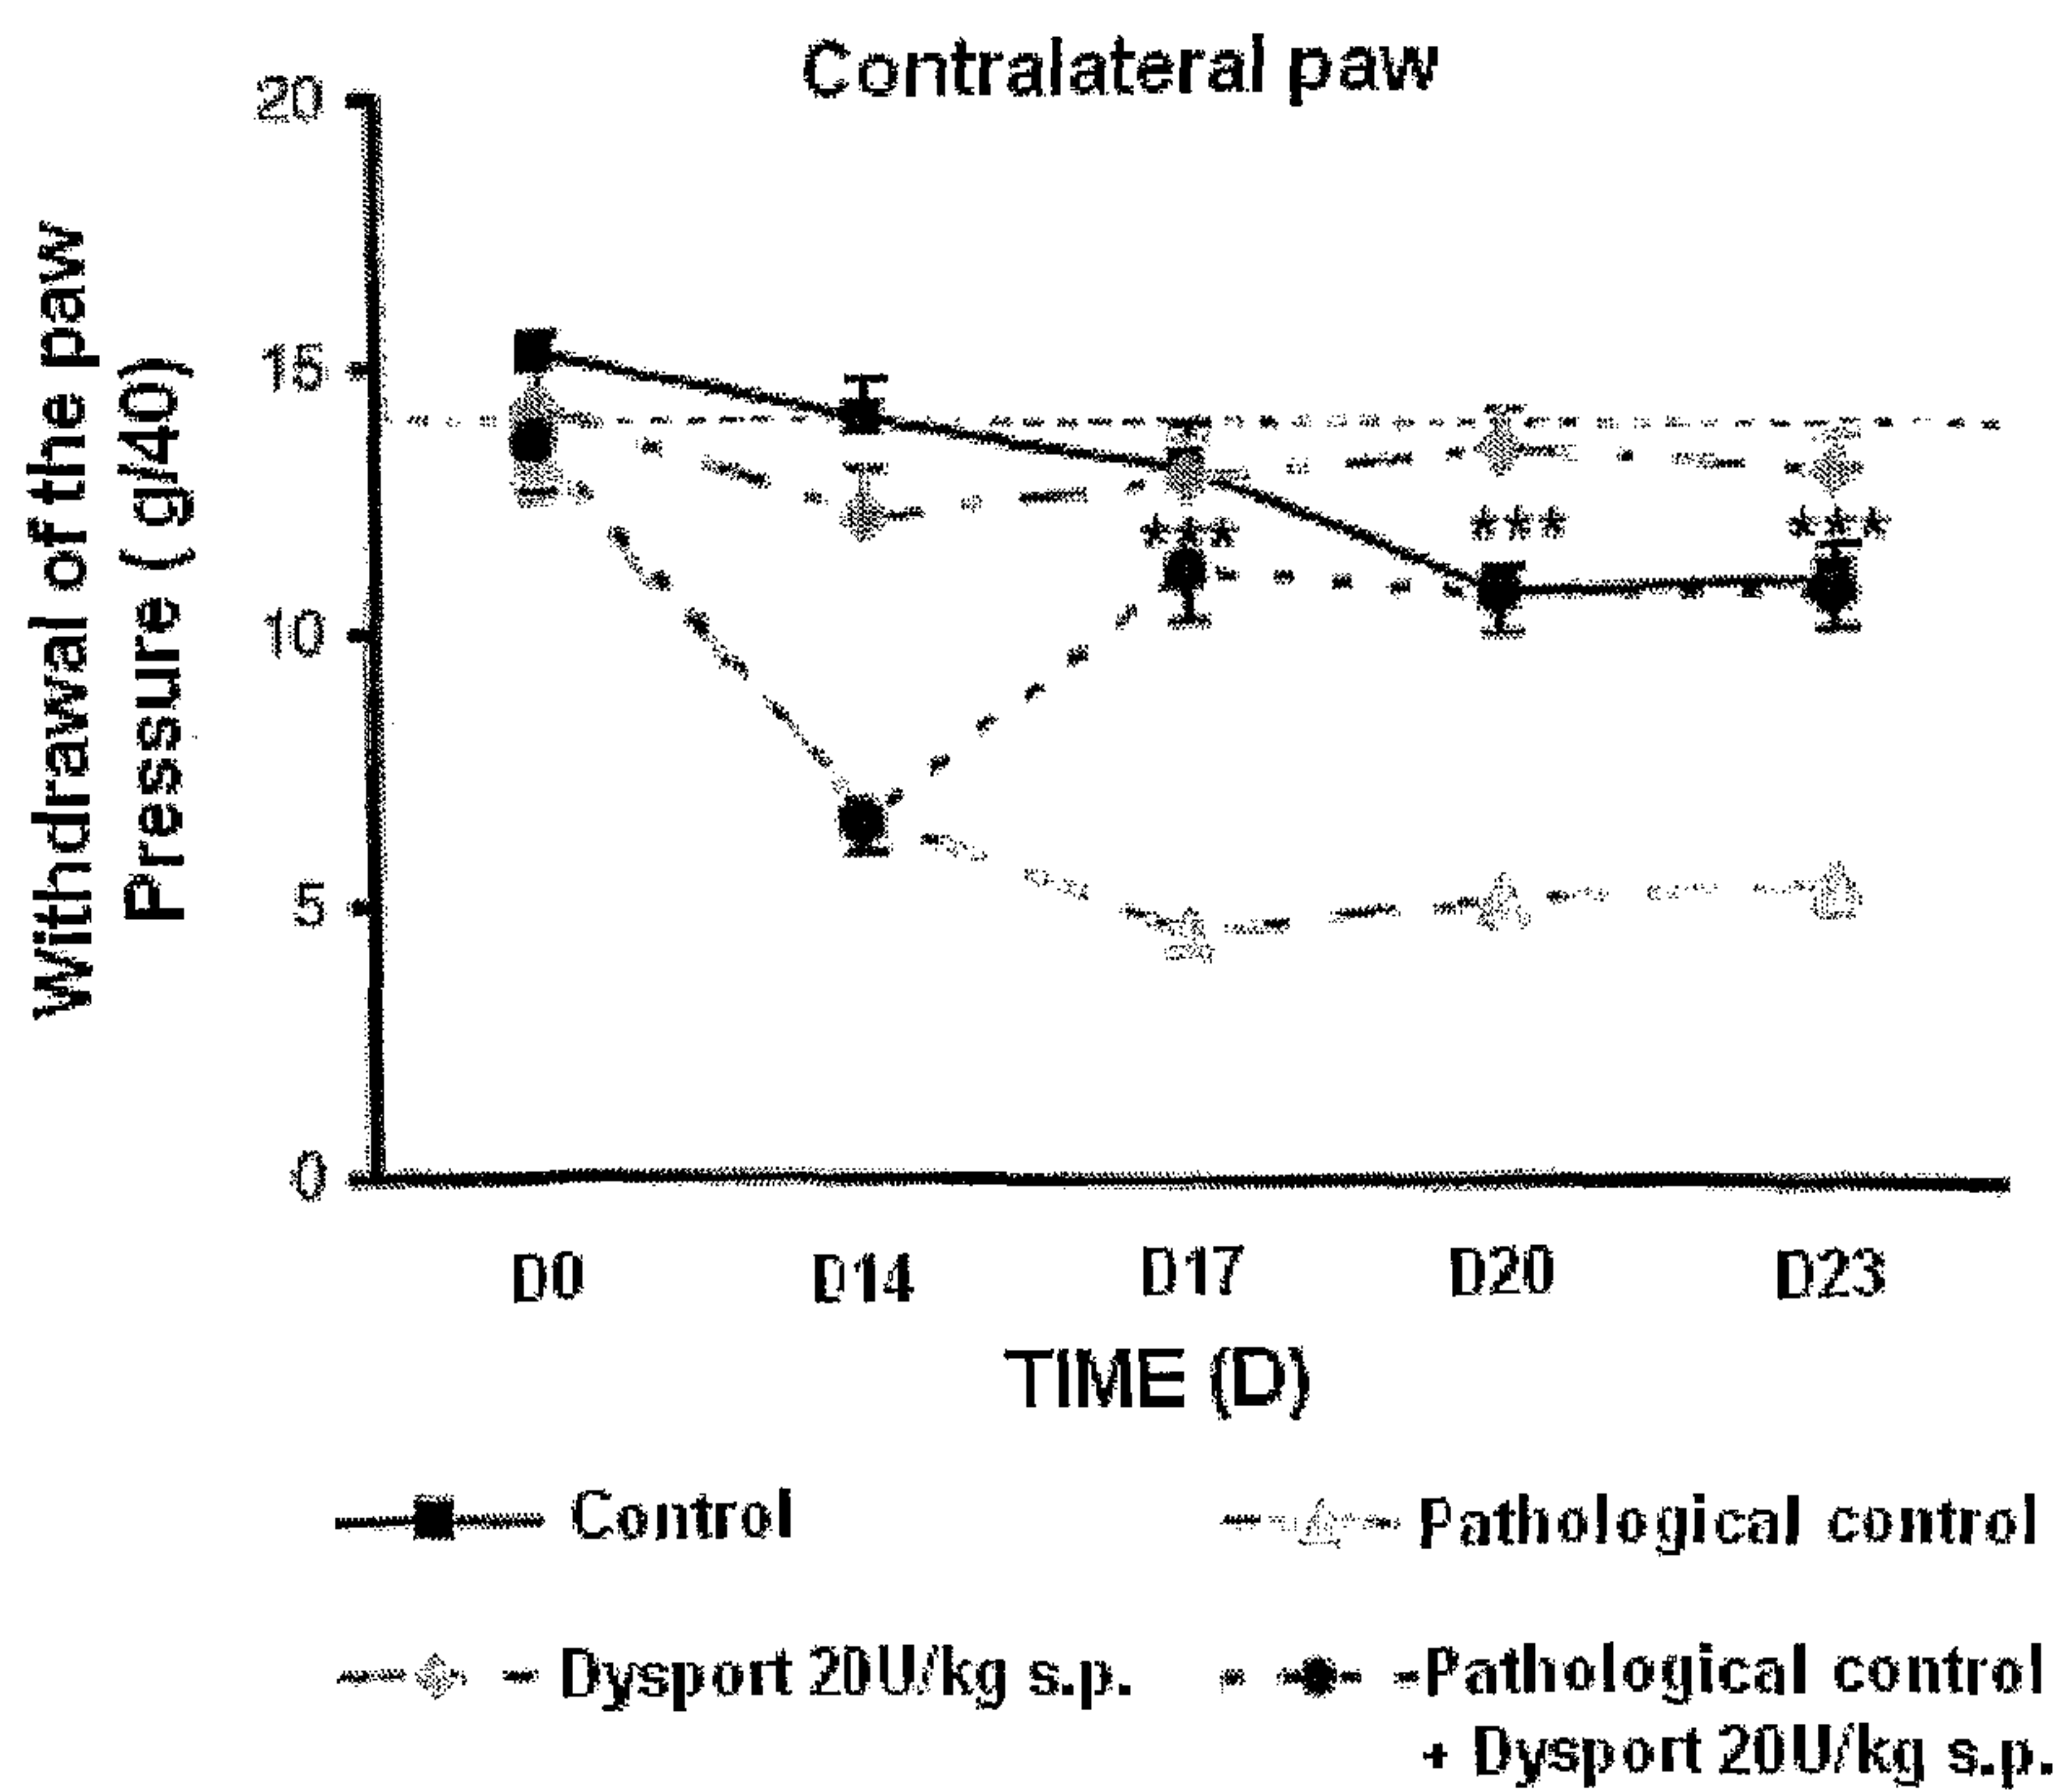 Contralateral paw
Withdrawal of the paw
Pressure ( g/40)
20
15
10
5
0
***
***
***
D0
D14
D17
D20
D23
TIME (D)
Control
Pathological control
Dysport 20U/kg s.p.
Pathological control
+ Dysport 20U/kg s.p.